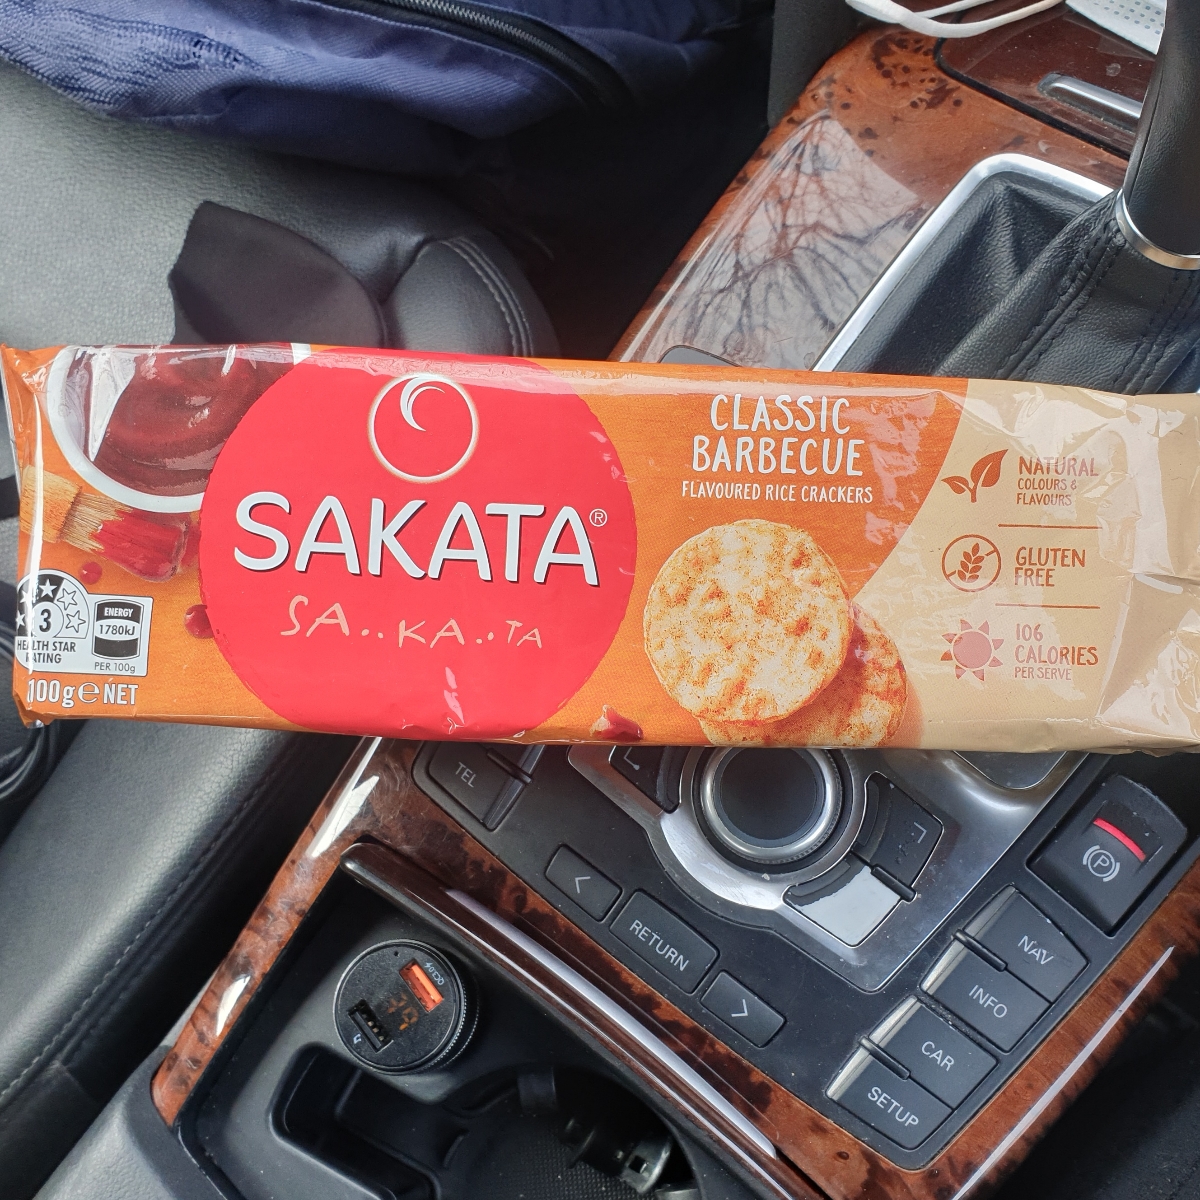 SAKATA®
SA..KA..TA
CLASSIC
BARBECUE
FLAVOURED RICE CRACKERS
NATURAL
COLOURS &
FLAVOURS
GLUTEN
FREE
106
CALORIES
PER SERVE
3
HEALTH STAR
RATING
ENERGY
1780kJ
PER 100g
100g e NET
TEL
<
RETURN
>
NAV
INFO
CAR
SETUP
(P)